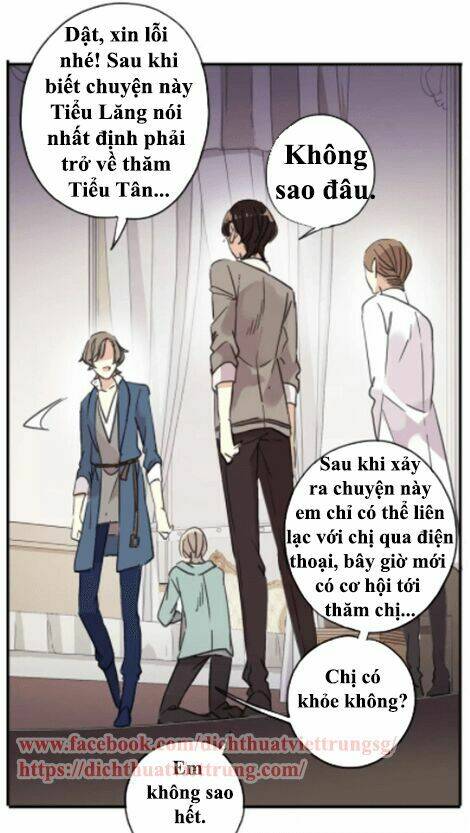 Dật, xin lỗi
nhé! Sau khi
biết chuyện này
Tiểu Lăng nói
nhất định phải
trở về thăm
Tiểu Tân...
Không
sao đâu.
Sau khi xảy
ra chuyện này
em chỉ có thể liên
lạc với chị qua điện
thoại, bây giờ mới
có cơ hội tới
thăm chị...
Chị có
khỏe không?
www.facebook.com/dichthuatviettrungsg/
https://dichthuatviettrung.com/
Em
không sao
hết.